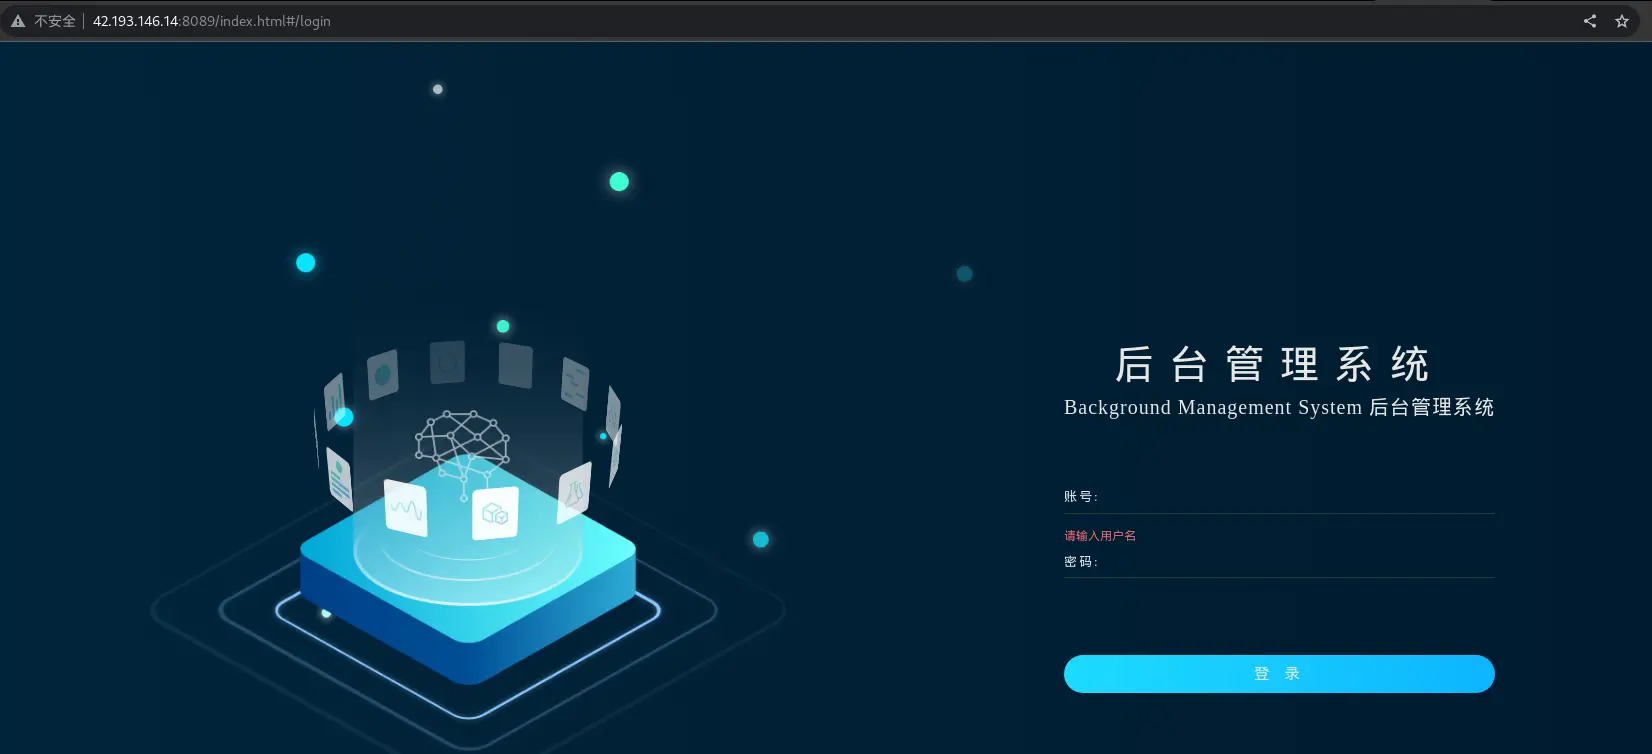 不安全 42.193.146.14:8089/index.html#/login
后台管理系统
Background Management System 后台管理系统
账号:
请输入用户名
密码:
登 录